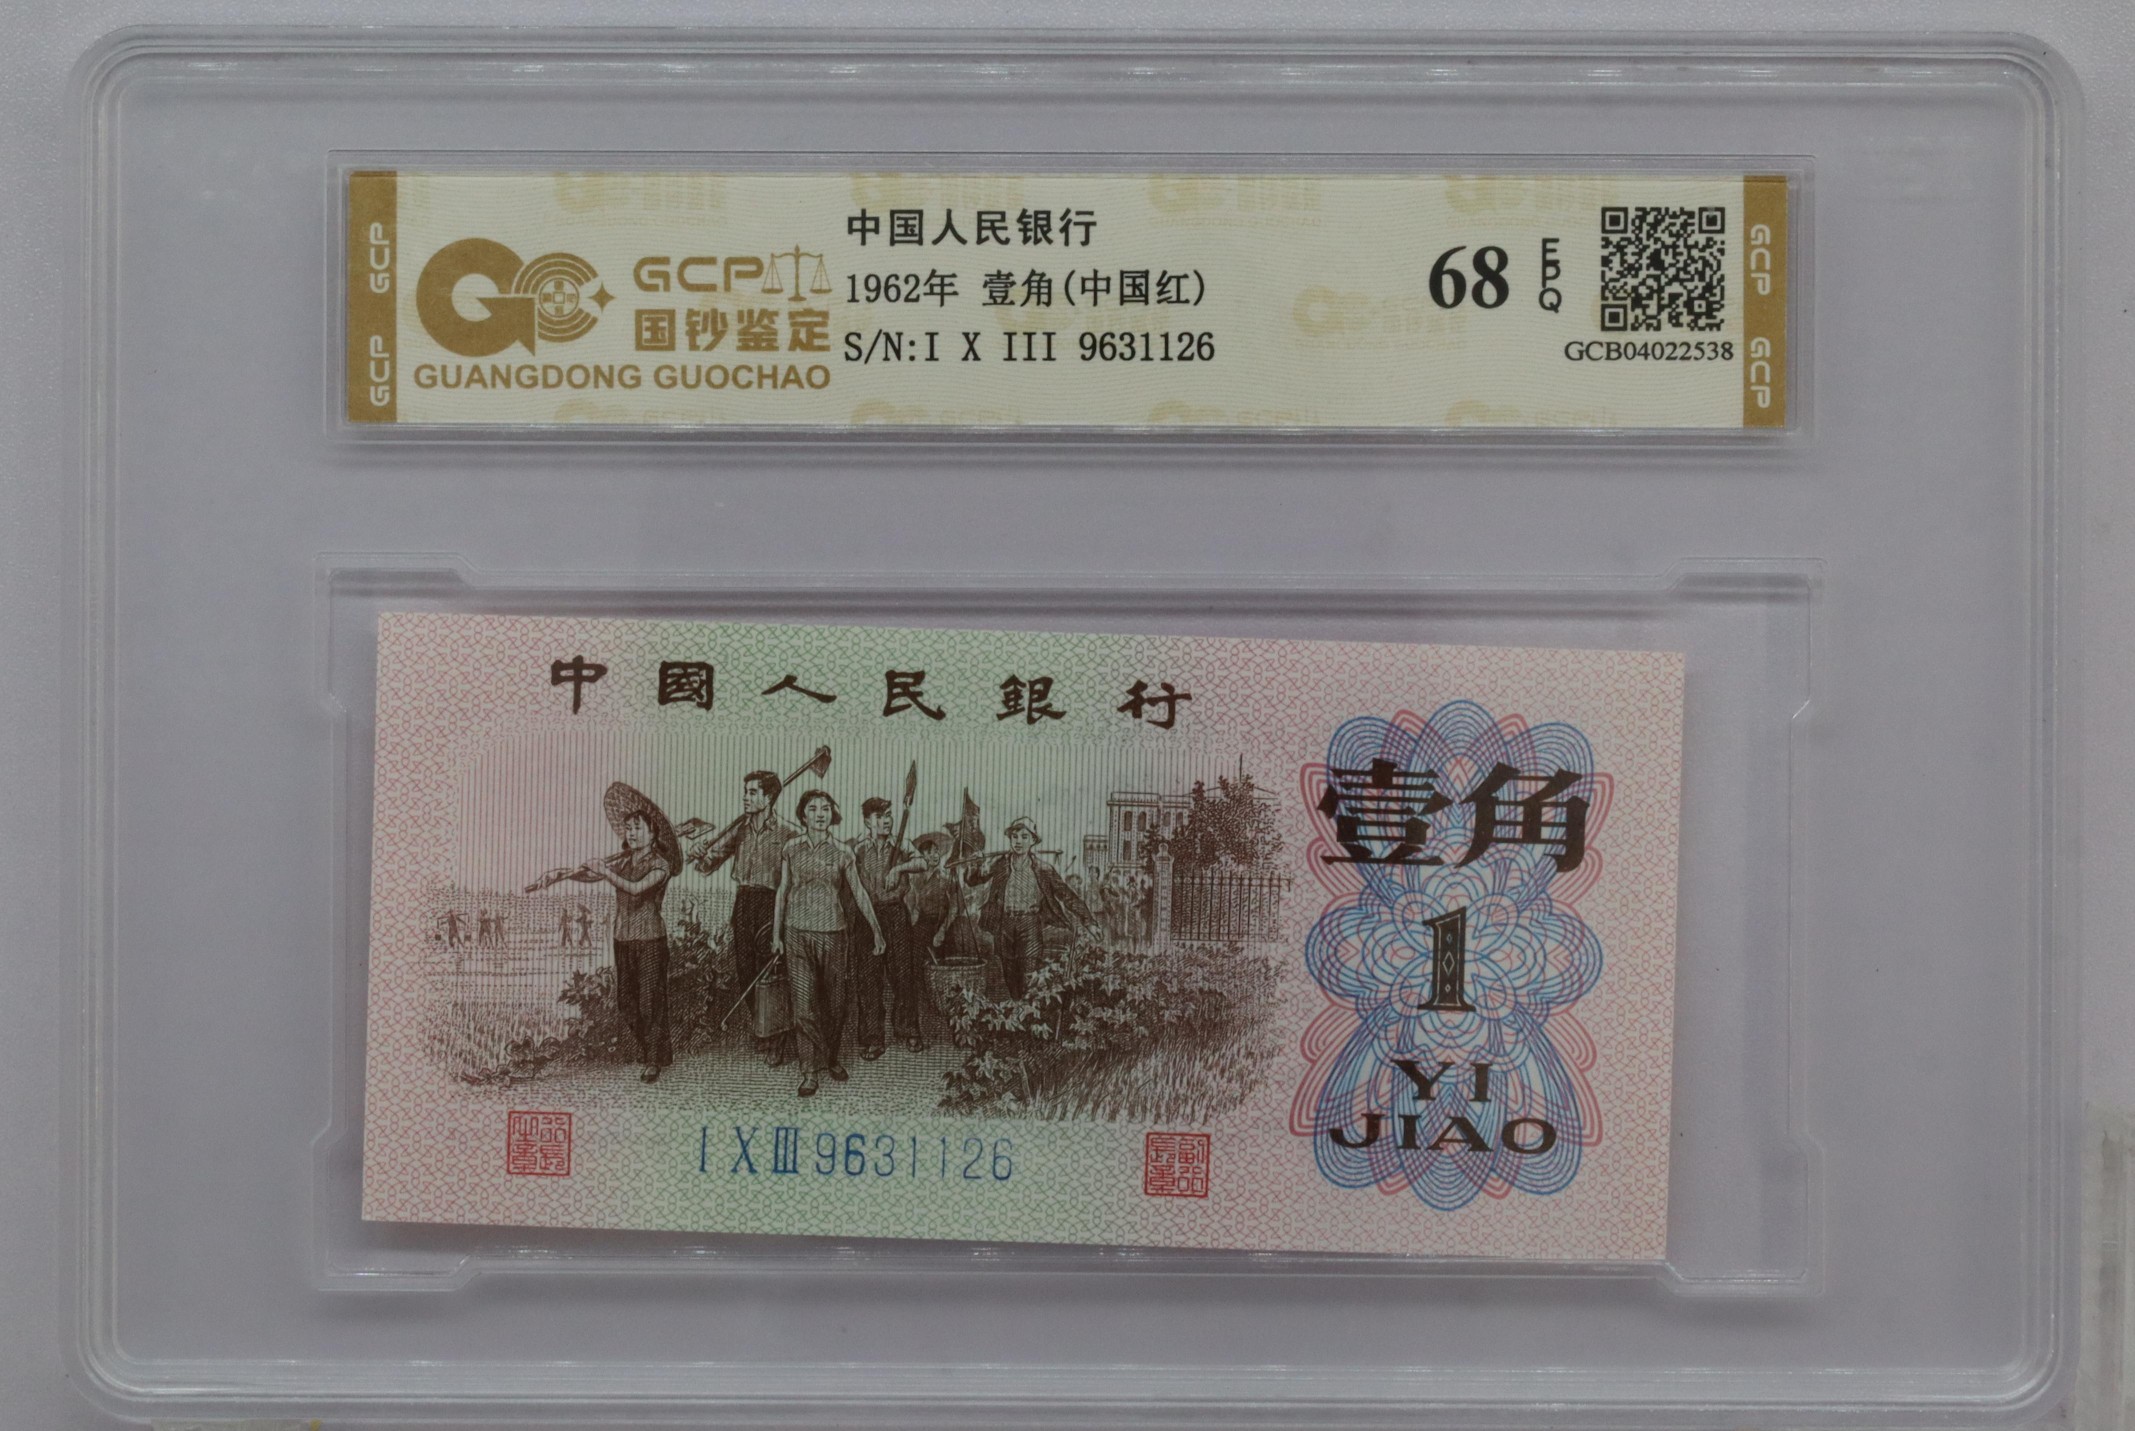 中国人民银行
1962年 壹角(中国红)
S/N:I X III 9631126
GCP
国钞鉴定
GUANGDONG GUOCHAO
68 EPQ
GCB04022538
GCP GCP
GCP GCP
中國人民銀行
壹角
1
YI
JIAO
I X III 9631126